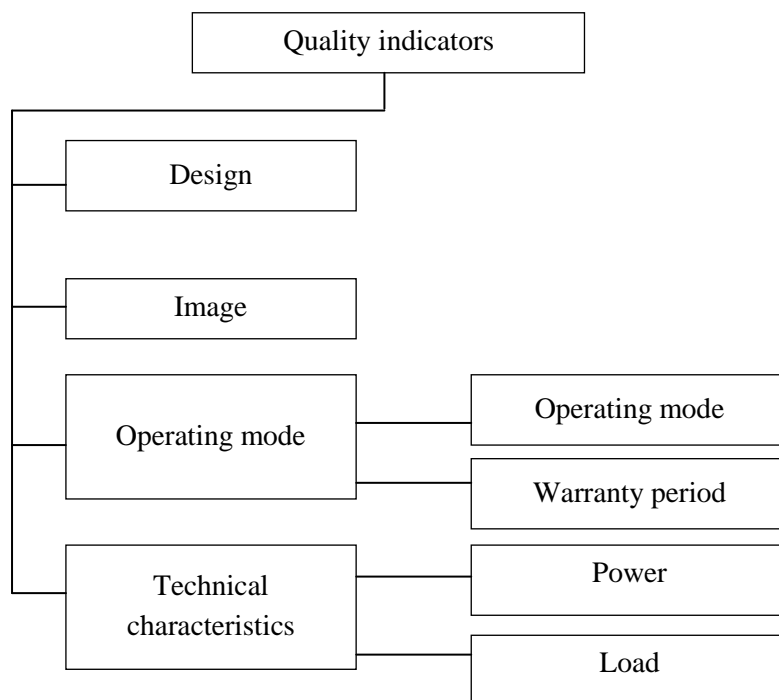 Quality indicators
Design
Image
Operating mode
Operating mode
Warranty period
Technical
characteristics
Power
Load